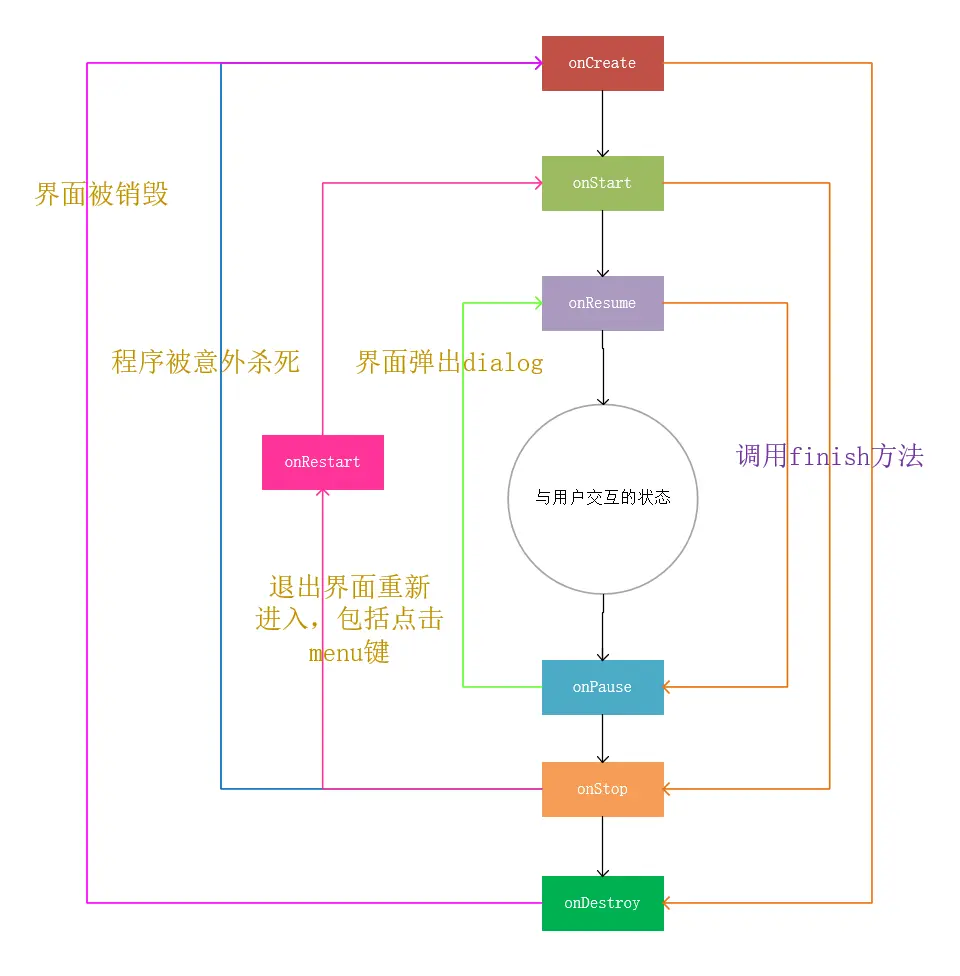 onCreate
onStart
界面被销毁
onResume
程序被意外杀死
界面弹出dialog
调用finish方法
onRestart
与用户交互的状态
退出界面重新
进入，包括点击
menu键
onPause
onStop
onDestroy